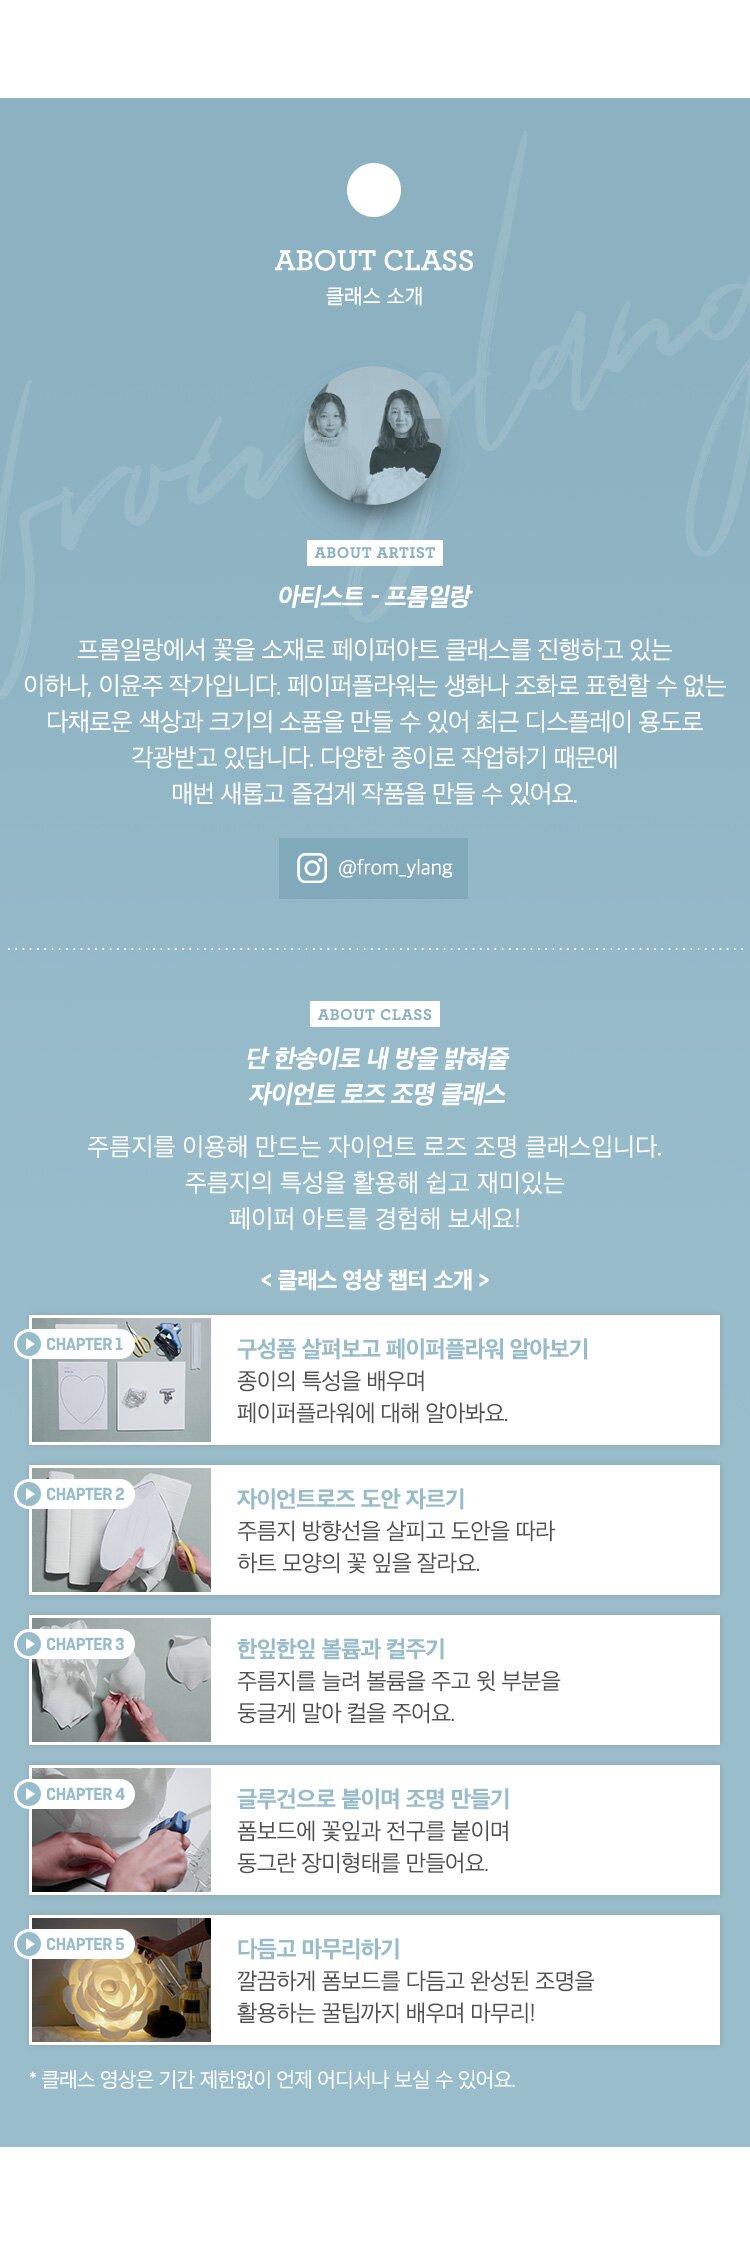 ABOUT CLASS
클래스 소개
from ylang
ABOUT ARTIST
아티스트 - 프롬일랑
프롬일랑에서 꽃을 소재로 페이퍼아트 클래스를 진행하고 있는
이하나, 이윤주 작가입니다. 페이퍼플라워는 생화나 조화로 표현할 수 없는
다채로운 색상과 크기의 소품을 만들 수 있어 최근 디스플레이 용도로
각광받고 있답니다. 다양한 종이로 작업하기 때문에
매번 새롭고 즐겁게 작품을 만들 수 있어요.
@from_ylang
ABOUT CLASS
단 한송이로 내 방을 밝혀줄
자이언트 로즈 조명 클래스
주름지를 이용해 만드는 자이언트 로즈 조명 클래스입니다.
주름지의 특성을 활용해 쉽고 재미있는
페이퍼 아트를 경험해 보세요!
< 클래스 영상 챕터 소개 >
CHAPTER 1
구성품 살펴보고 페이퍼플라워 알아보기
종이의 특성을 배우며
페이퍼플라워에 대해 알아봐요.
CHAPTER 2
자이언트로즈 도안 자르기
주름지 방향선을 살피고 도안을 따라
하트 모양의 꽃 잎을 잘라요.
CHAPTER 3
한잎한잎 볼륨과 컬주기
주름지를 늘려 볼륨을 주고 윗 부분을
둥글게 말아 컬을 주어요.
CHAPTER 4
글루건으로 붙이며 조명 만들기
폼보드에 꽃잎과 전구를 붙이며
동그란 장미형태를 만들어요.
CHAPTER 5
다듬고 마무리하기
깔끔하게 폼보드를 다듬고 완성된 조명을
활용하는 꿀팁까지 배우며 마무리!
* 클래스 영상은 기간 제한없이 언제 어디서나 보실 수 있어요.